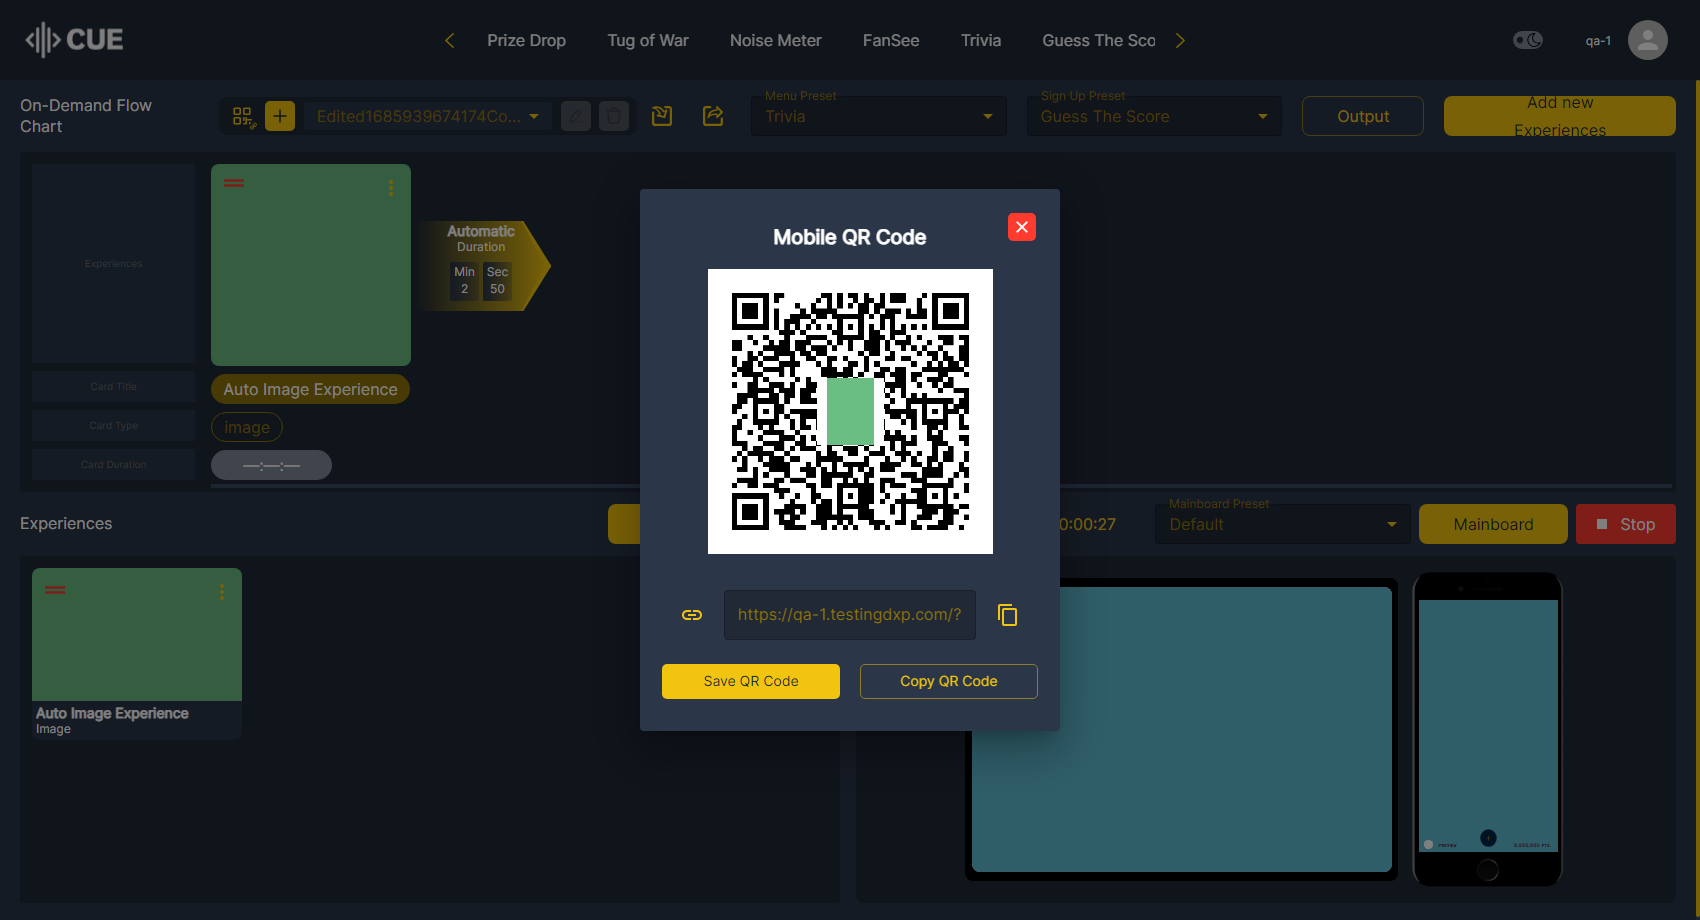 CUE
Prize Drop
Tug of War
Noise Meter
FanSee
Trivia
Guess The Sco
qa-1
On-Demand Flow
Chart
Edited1685939674174Co...
Menu Preset
Trivia
Sign Up Preset
Guess The Score
Output
Add new
Experiences
Experiences
Automatic
Duration
Min
Sec
2
50
Card Title
Auto Image Experience
Card Type
image
Card Duration
—:—:—
Mobile QR Code
https://qa-1.testingdxp.com/?
Save QR Code
Copy QR Code
Experiences
0:00:27
Mainboard Preset
Default
Mainboard
Stop
Auto Image Experience
Image
PREVIEW